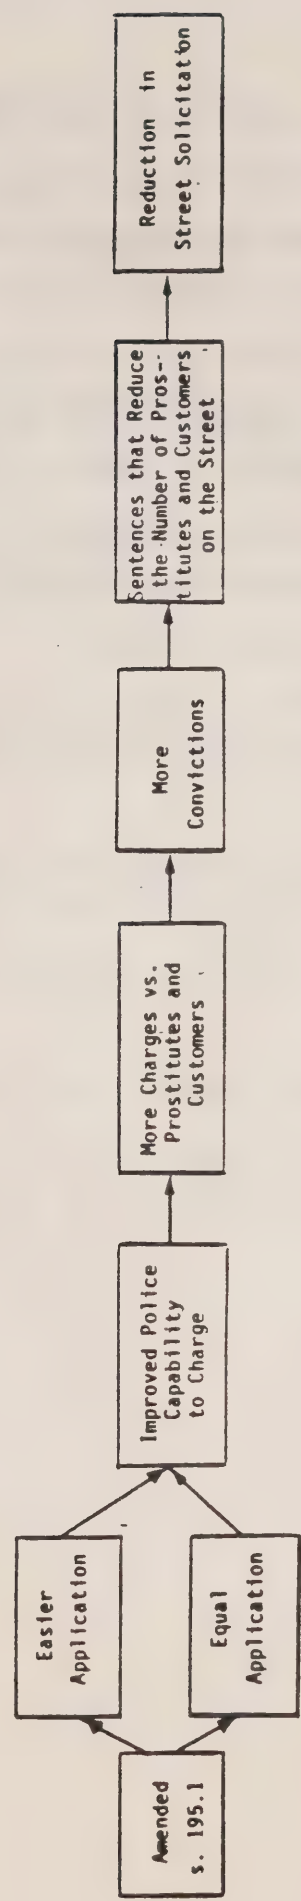 Amended
s. 195.1
Easier
Application
Equal
Application
Improved Police
Capability
to Charge
More Charges vs.
Prostitutes and
Customers
More
Convictions
Sentences that Reduce
the Number of Pros-
titutes and Customers
on the Street
Reduction in
Street Solicitation